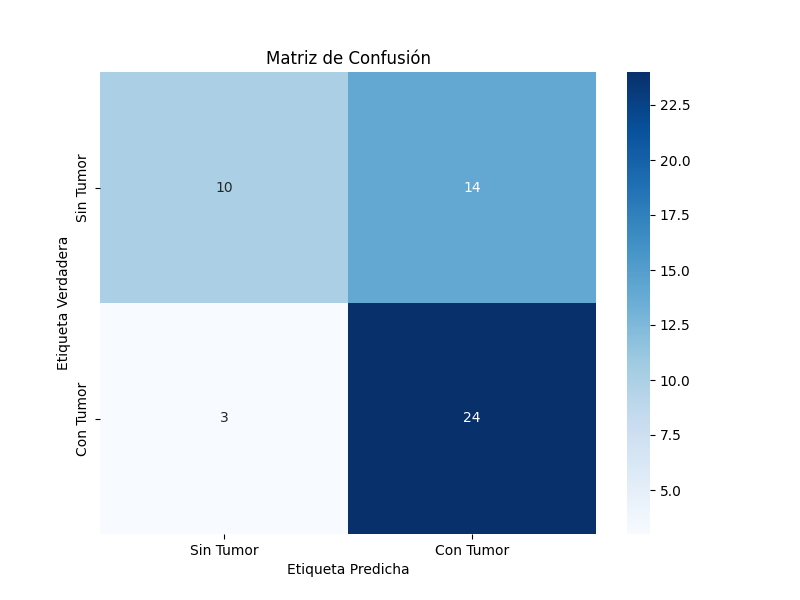 Matriz de Confusión
Sin Tumor
Con Tumor
Etiqueta Verdadera
10
14
3
24
Sin Tumor
Con Tumor
Etiqueta Predicha
22.5
20.0
17.5
15.0
12.5
10.0
7.5
5.0